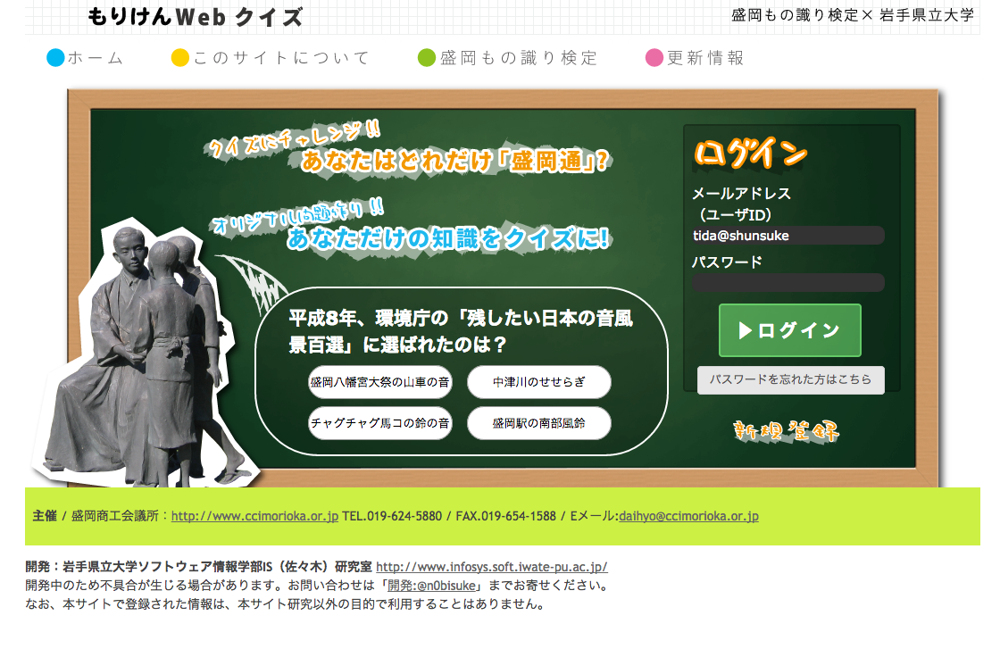 もりけんWeb クイズ
盛岡もの識り検定× 岩手県立大学
ホーム
このサイトについて
盛岡もの識り検定
更新情報
クイズにチャレンジ!!
あなたはどれだけ「盛岡通」?
オリジナル問題作り!!
あなただけの知識をクイズに!
平成8年、環境庁の「残したい日本の音風
景百選」に選ばれたのは？
盛岡八幡宮大祭の山車の音
中津川のせせらぎ
チャグチャグ馬コの鈴の音
盛岡駅の南部風鈴
ログイン
メールアドレス
（ユーザID）
tida@shunsuke
パスワード
▶ログイン
パスワードを忘れた方はこちら
新規登録
主催 / 盛岡商工会議所：http://www.ccimorioka.or.jp TEL.019-624-5880 / FAX.019-654-1588 / Eメール:daihyo@ccimorioka.or.jp
開発：岩手県立大学ソフトウェア情報学部IS（佐々木）研究室 http://www.infosys.soft.iwate-pu.ac.jp/
開発中のため不具合が生じる場合があります。お問い合わせは「開発:@n0bisuke」までお寄せください。
なお、本サイトで登録された情報は、本サイト研究以外の目的で利用することはありません。